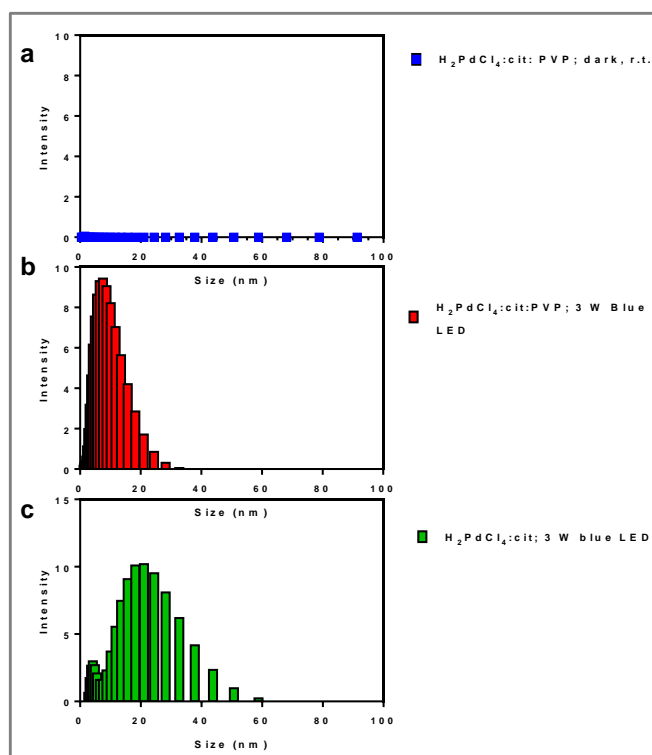 a
10
8
6
4
2
0
Intensity
0 20 40 60 80 100
Size (nm)
H₂PdCl₄:cit: PVP; dark, r.t.
b
10
8
6
4
2
0
Intensity
0 20 40 60 80 100
Size (nm)
H₂PdCl₄:cit:PVP; 3 W Blue
LED
c
15
10
5
0
Intensity
0 20 40 60 80 100
Size (nm)
H₂PdCl₄:cit; 3 W blue LED